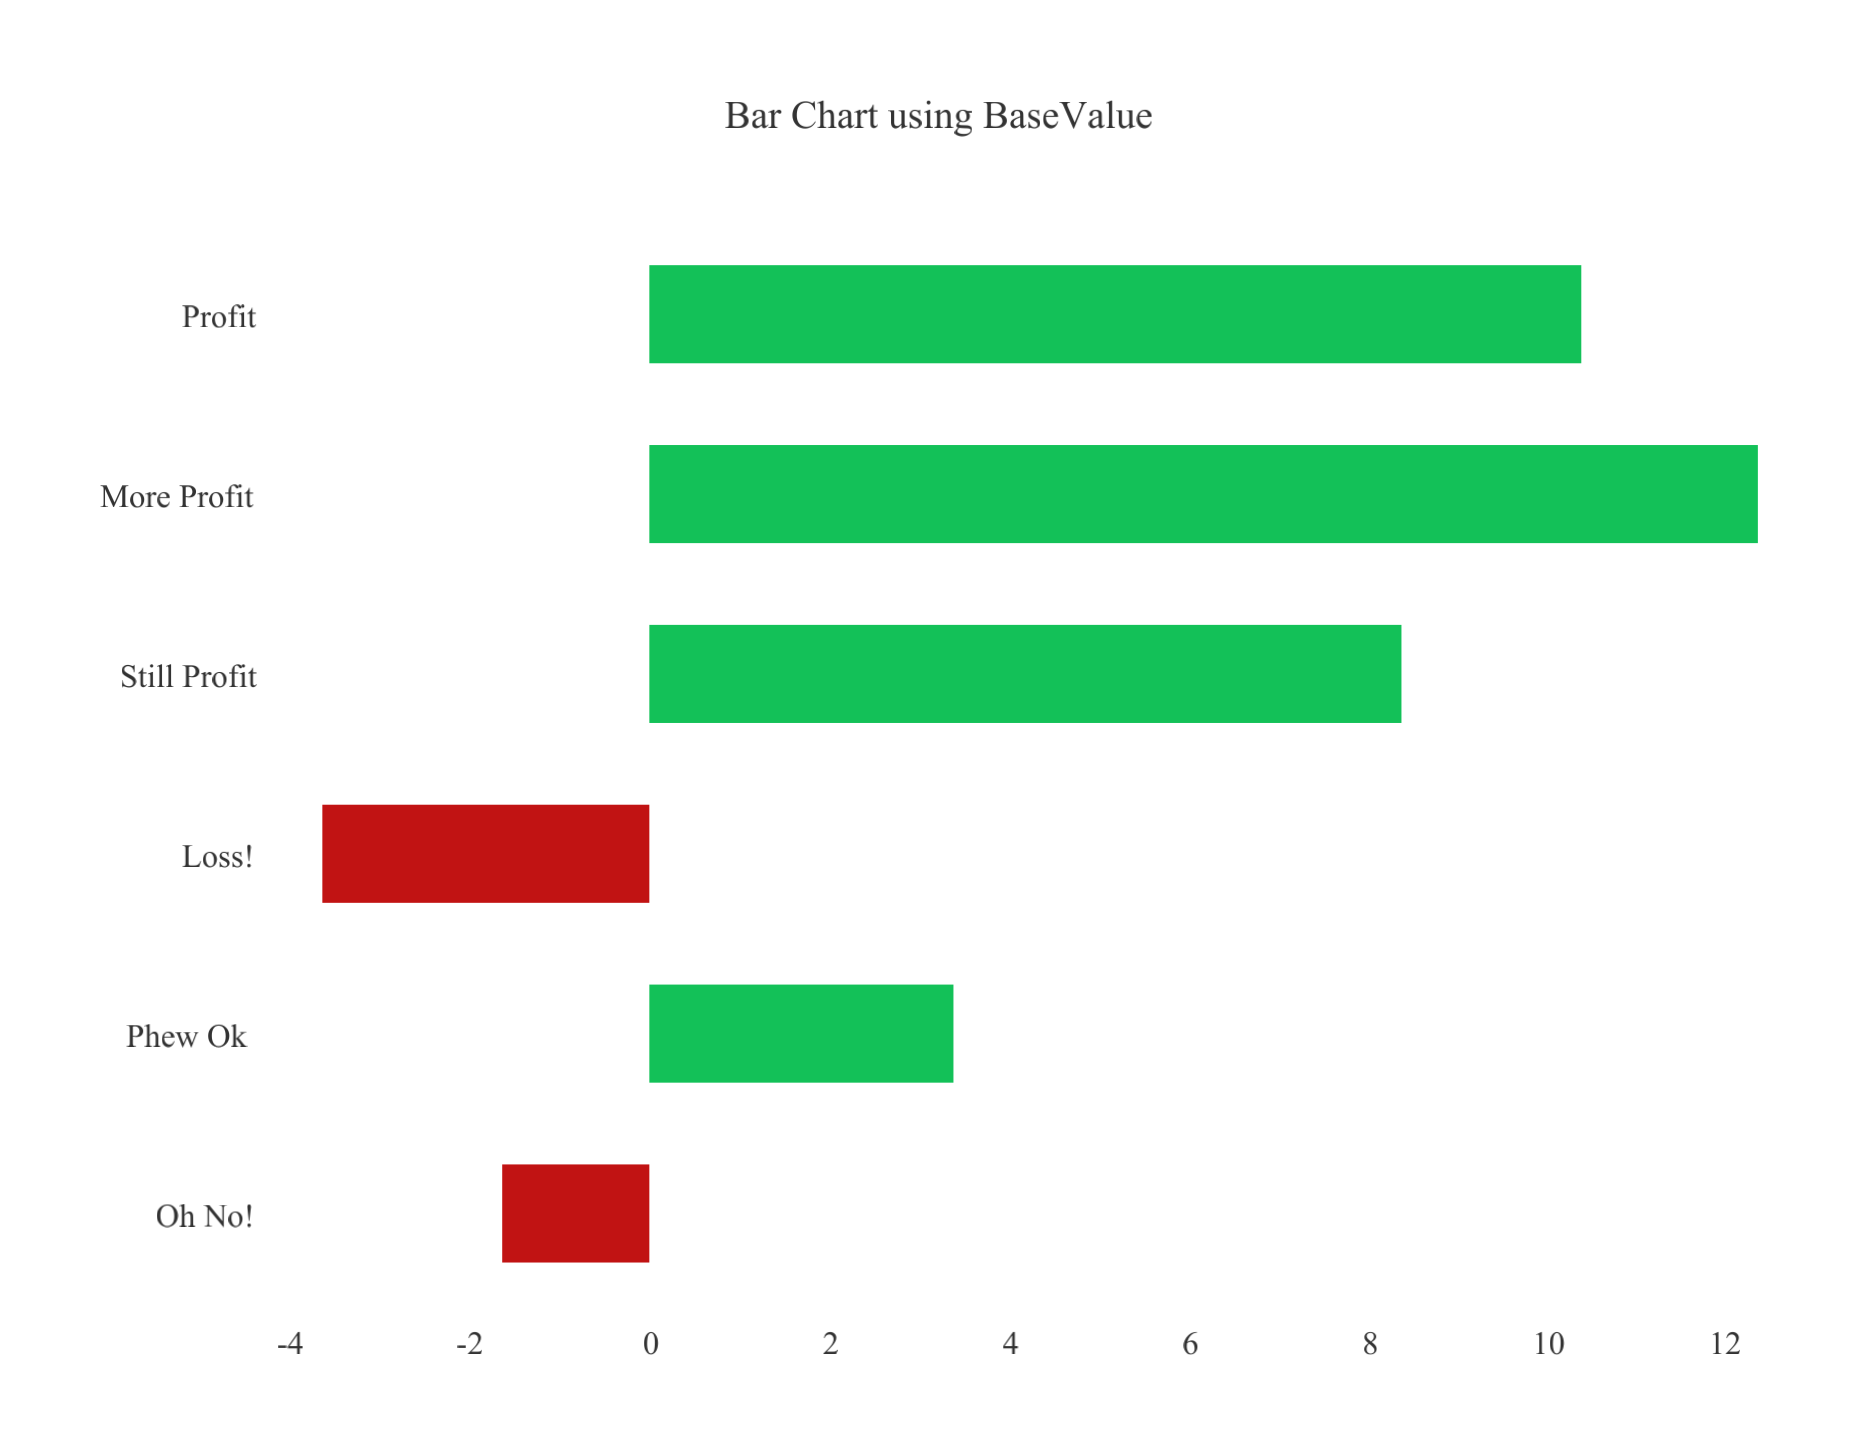 Bar Chart using BaseValue
Profit
More Profit
Still Profit
Loss!
Phew Ok
Oh No!
-4 -2 0 2 4 6 8 10 12